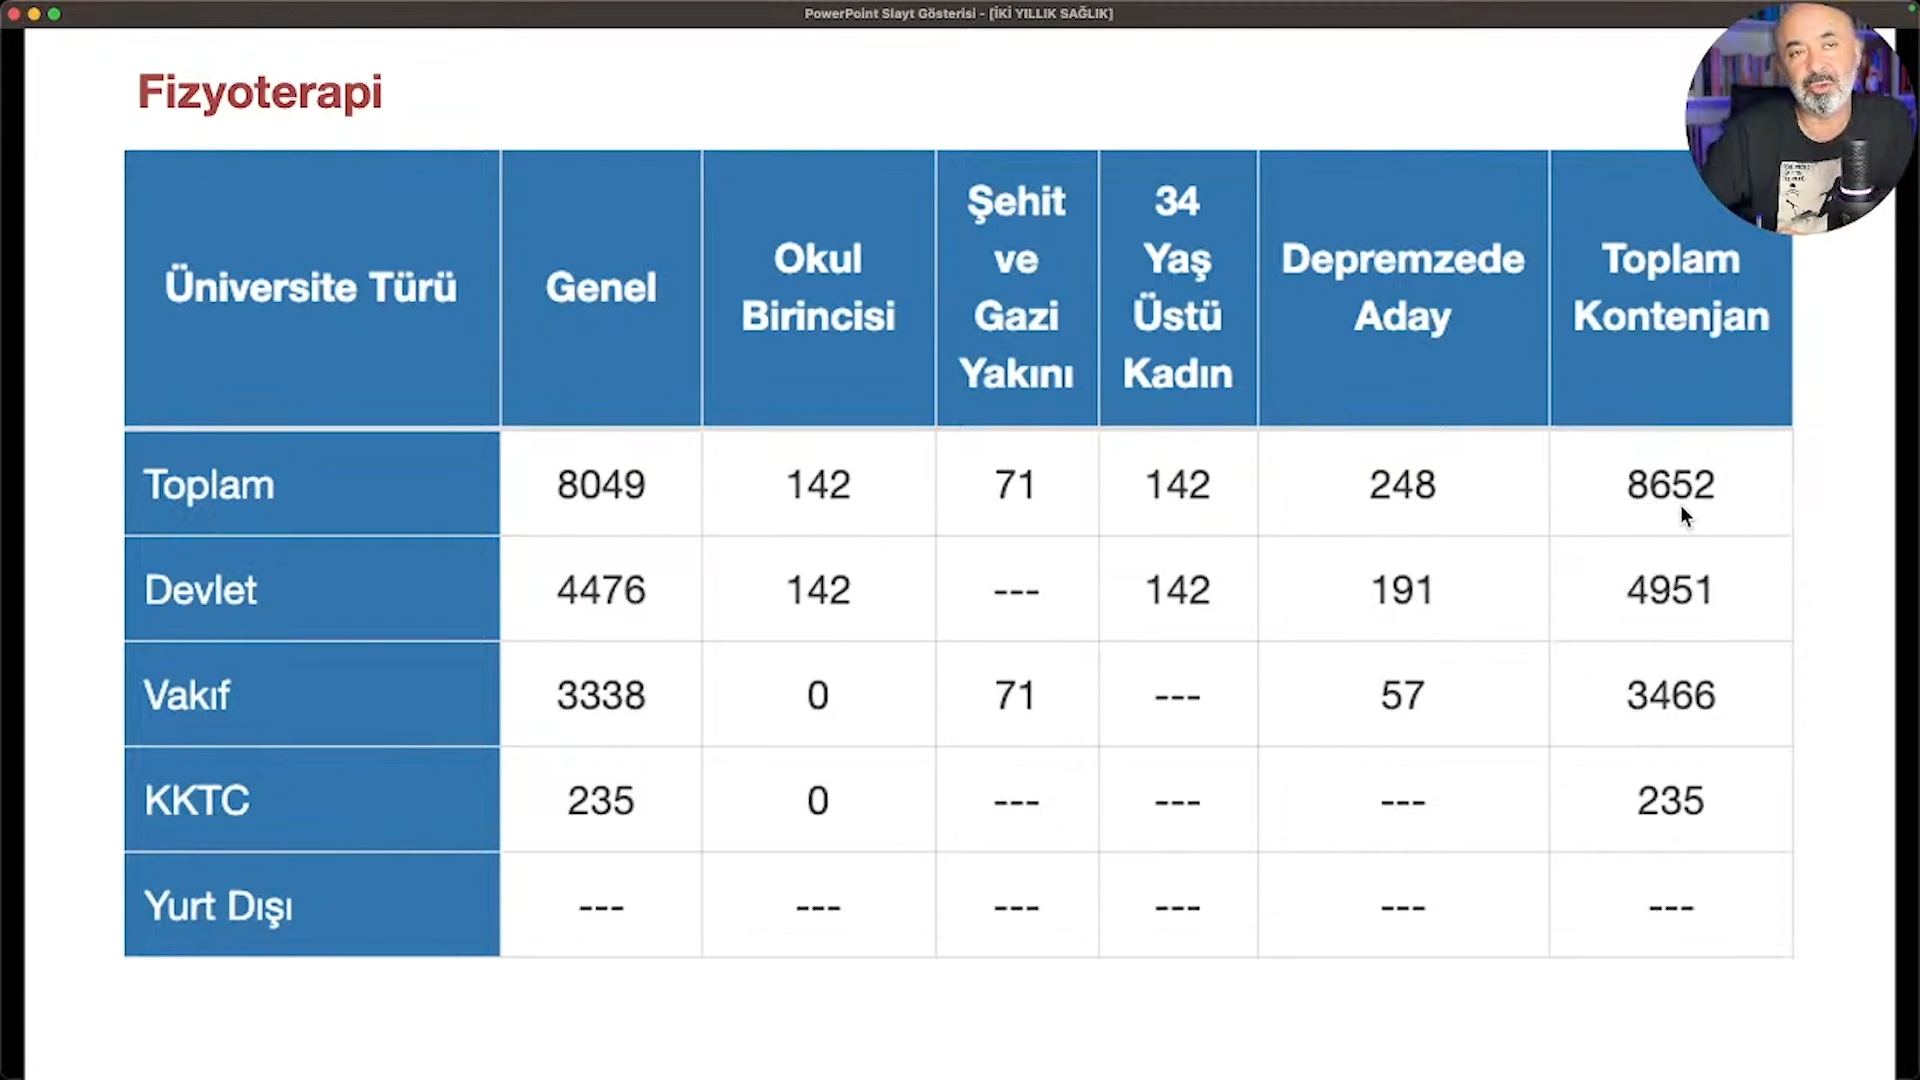 PowerPoint Slayt Gösterisi - [İKİ YILLIK SAĞLIK]
Fizyoterapi
Üniversite Türü Genel Okul Birincisi Şehit ve Gazi Yakını 34 Yaş Üstü Kadın Depremzede Aday Toplam Kontenjan
Toplam 8049 142 71 142 248 8652
Devlet 4476 142 --- 142 191 4951
Vakıf 3338 0 71 --- 57 3466
KKTC 235 0 --- --- --- 235
Yurt Dışı --- --- --- --- --- ---